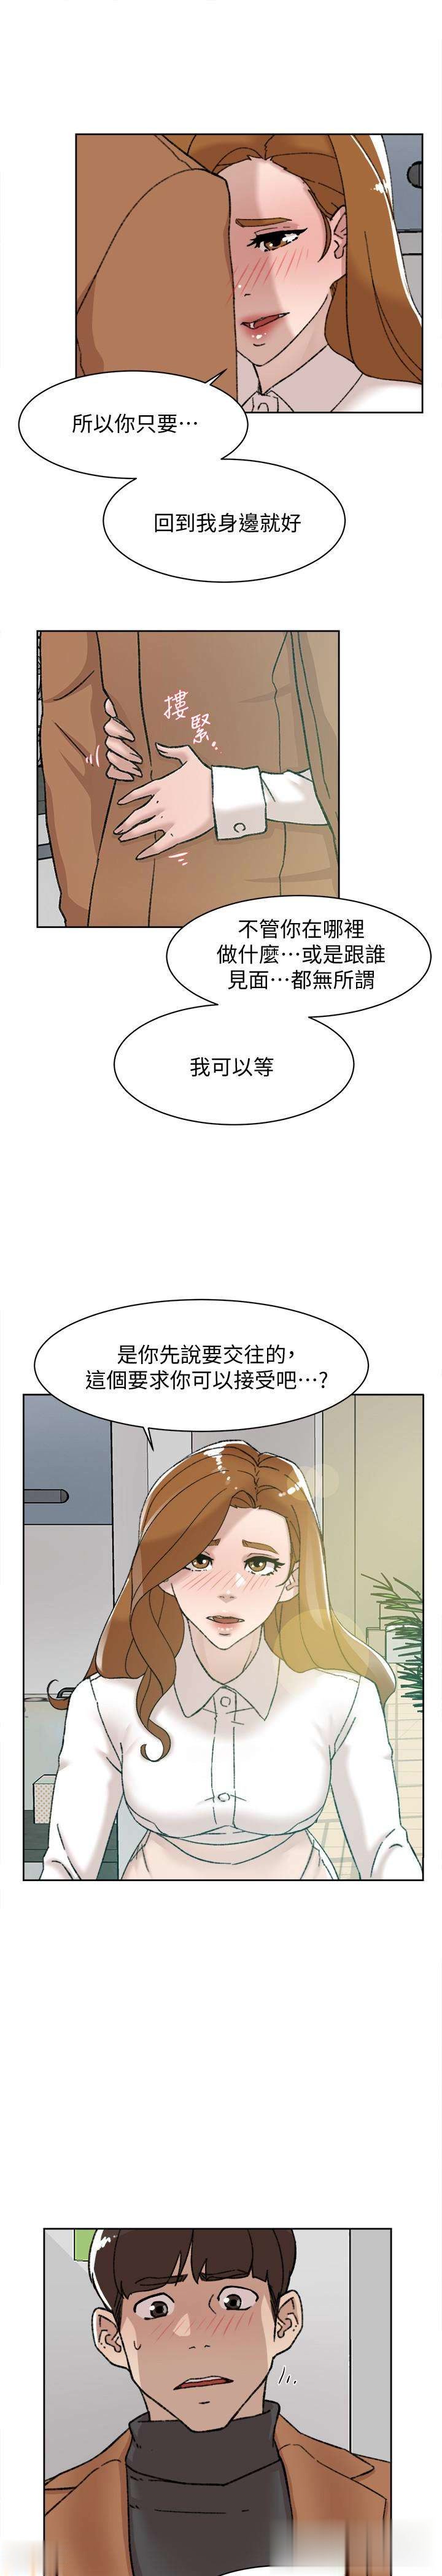 所以你只要⋯
回到我身邊就好
摟
緊
不管你在哪裡
做什麼⋯或是跟誰
見面⋯都無所謂
我可以等
是你先說要交往的,
這個要求你可以接受吧⋯?